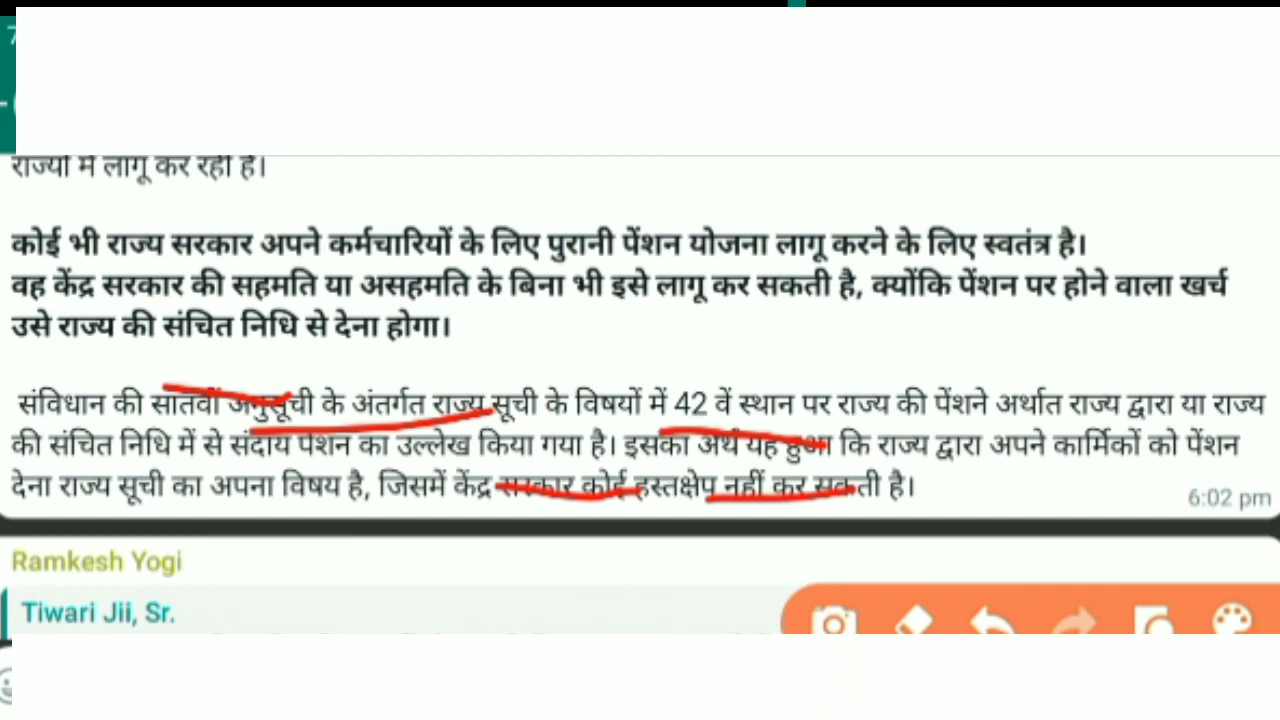 राज्यों में लागू कर रही है।
कोई भी राज्य सरकार अपने कर्मचारियों के लिए पुरानी पेंशन योजना लागू करने के लिए स्वतंत्र है।
वह केंद्र सरकार की सहमति या असहमति के बिना भी इसे लागू कर सकती है, क्योंकि पेंशन पर होने वाला खर्च
उसे राज्य की संचित निधि से देना होगा।
संविधान की सातवीं अनुसूची के अंतर्गत राज्य सूची के विषयों में 42 वें स्थान पर राज्य की पेंशने अर्थात राज्य द्वारा या राज्य
की संचित निधि में से संदाय पेंशन का उल्लेख किया गया है। इसका अर्थ यह हुआ कि राज्य द्वारा अपने कार्मिकों को पेंशन
देना राज्य सूची का अपना विषय है, जिसमें केंद्र सरकार कोई हस्तक्षेप नहीं कर सकती है।
6:02 pm
Ramkesh Yogi
Tiwari Jii, Sr.